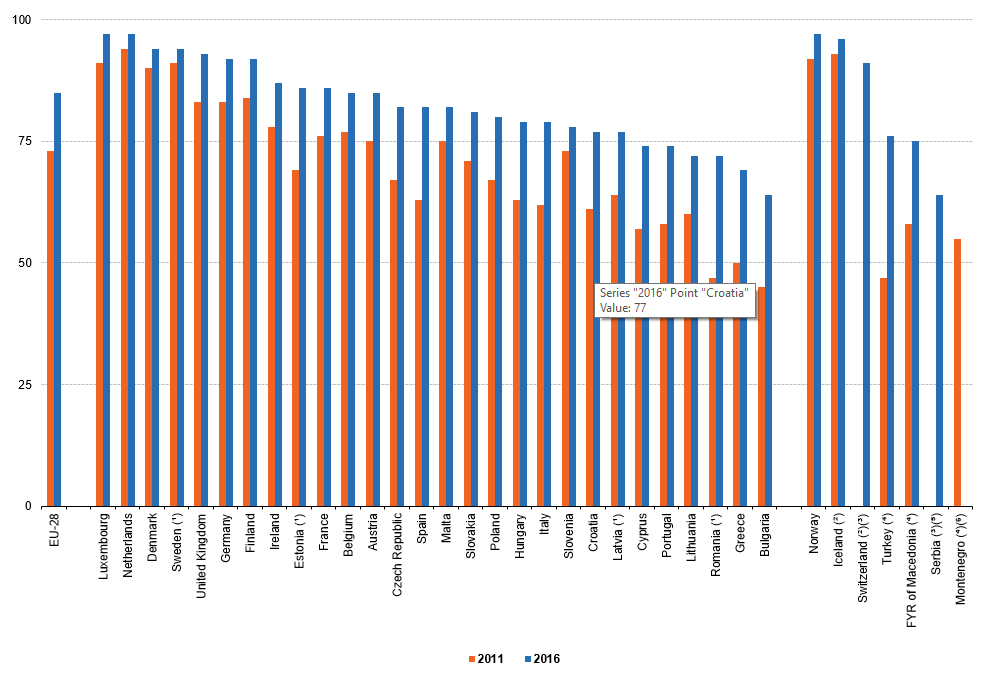 100
75
50
25
0
Series "2016" Point "Croatia"
Value: 77
EU-28
Luxembourg
Netherlands
Denmark
Sweden (¹)
United Kingdom
Germany
Finland
Ireland
Estonia (¹)
France
Belgium
Austria
Czech Republic
Spain
Malta
Slovakia
Poland
Hungary
Italy
Slovenia
Croatia
Latvia (¹)
Cyprus
Portugal
Lithuania
Romania (¹)
Greece
Bulgaria
Norway
Iceland (²)
Switzerland (²)(³)
Turkey (⁴)
FYR of Macedonia (⁴)
Serbia (³)(⁵)
Montenegro (⁴)(⁶)
2011
2016